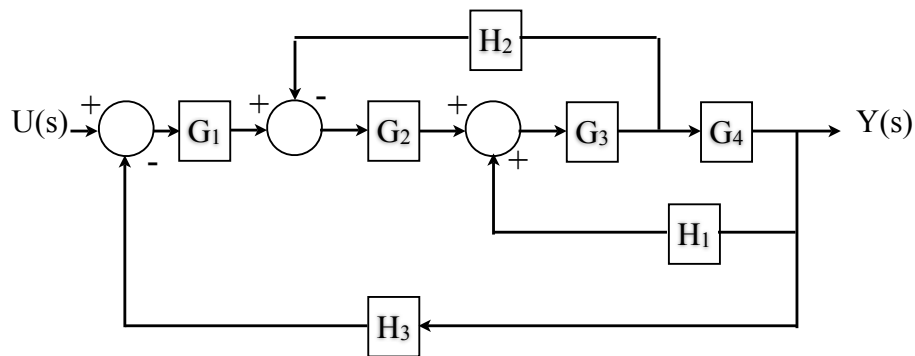 H₂
+ - + - +
U(s) G₁ G₂ G₃ G₄ Y(s)
- +
H₁
H₃